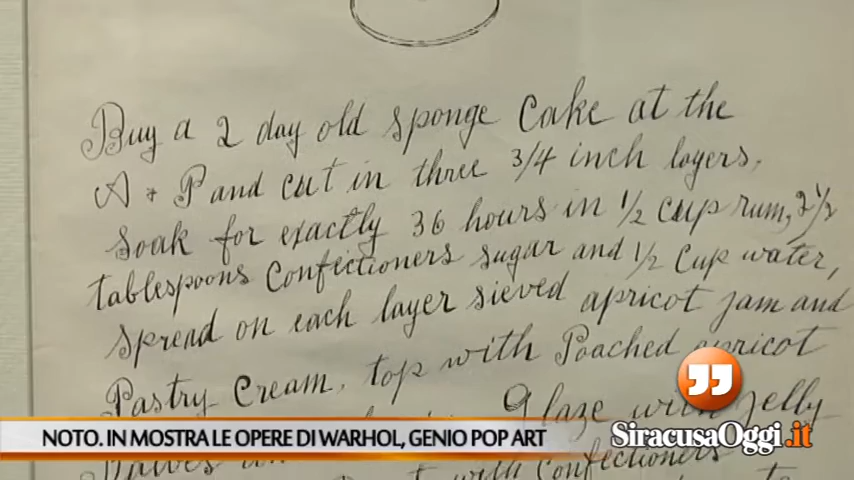 Buy a 2 day old sponge Cake at the
A + P and cut in three 3/4 inch layers,
soak for exactly 36 hours in 1/2 cup rum, 2 1/2
tablespoons Confectioners sugar and 1/2 Cup water,
spread on each layer sieved apricot jam and
Pastry Cream, top with Poached apricot
Glaze with Jelly
with Confectioners
NOTO. IN MOSTRA LE OPERE DI WARHOL, GENIO POP ART
SiracusaOggi.it